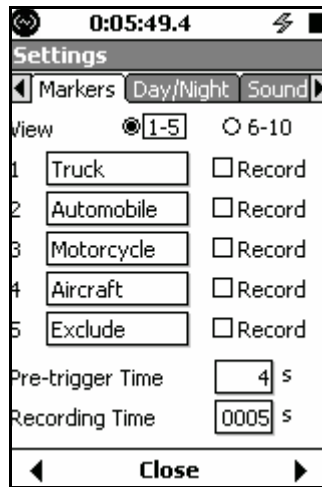 0:05:49.4
Settings
Markers Day/Night Sound
View 1-5 6-10
1 Truck Record
2 Automobile Record
3 Motorcycle Record
4 Aircraft Record
5 Exclude Record
Pre-trigger Time 4 s
Recording Time 0005 s
Close